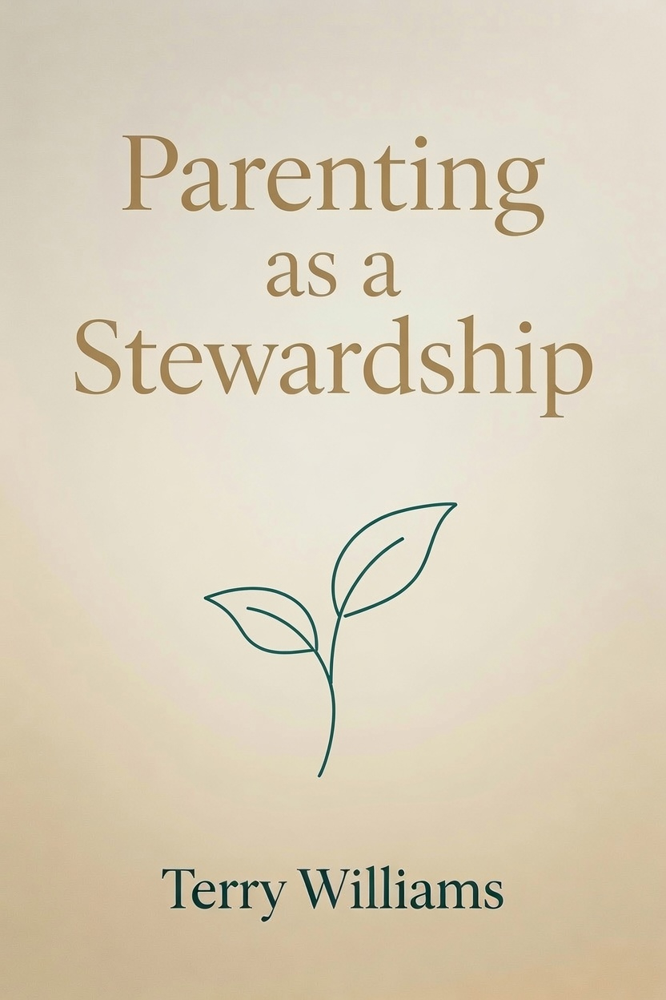 Parenting
as a
Stewardship
Terry Williams